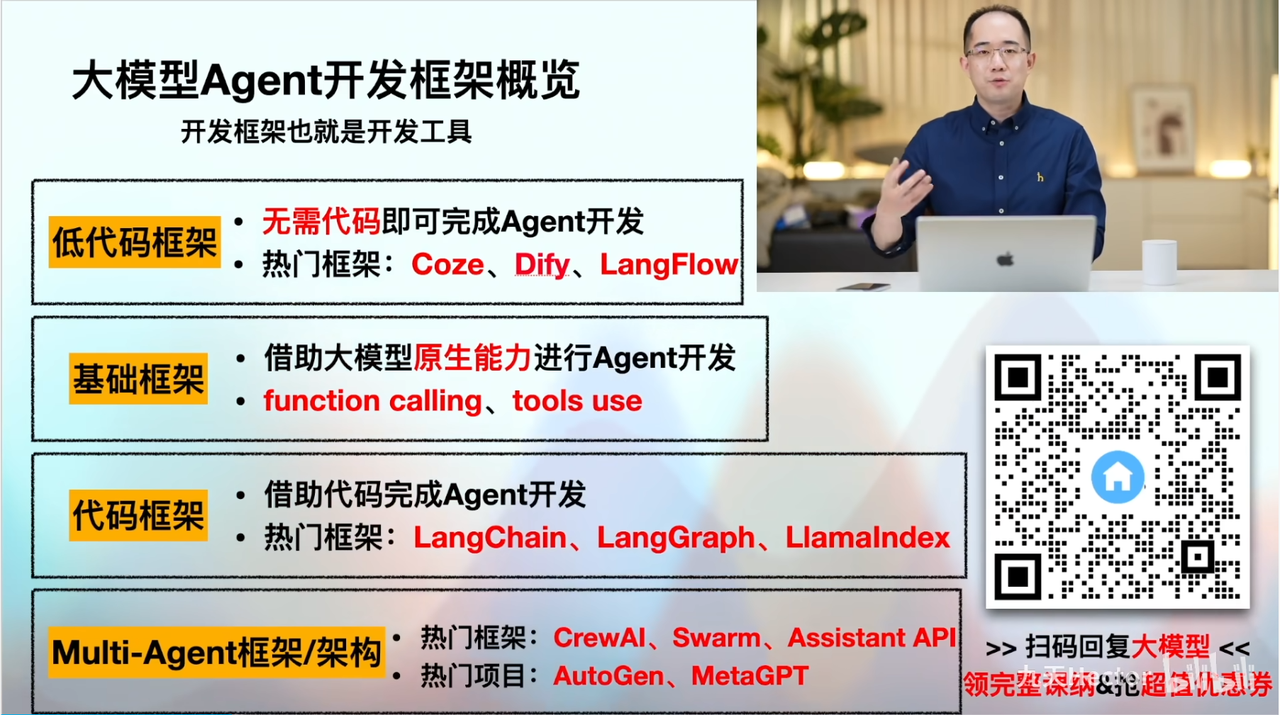 大模型Agent开发框架概览
开发框架也就是开发工具
低代码框架
• 无需代码即可完成Agent开发
• 热门框架：Coze、Dify、LangFlow
基础框架
• 借助大模型原生能力进行Agent开发
• function calling、tools use
代码框架
• 借助代码完成Agent开发
• 热门框架：LangChain、LangGraph、LlamaIndex
Multi-Agent框架/架构
• 热门框架：CrewAI、Swarm、Assistant API
• 热门项目：AutoGen、MetaGPT
h
>> 扫码回复大模型 <<
领完整课纲&抢超值优惠券